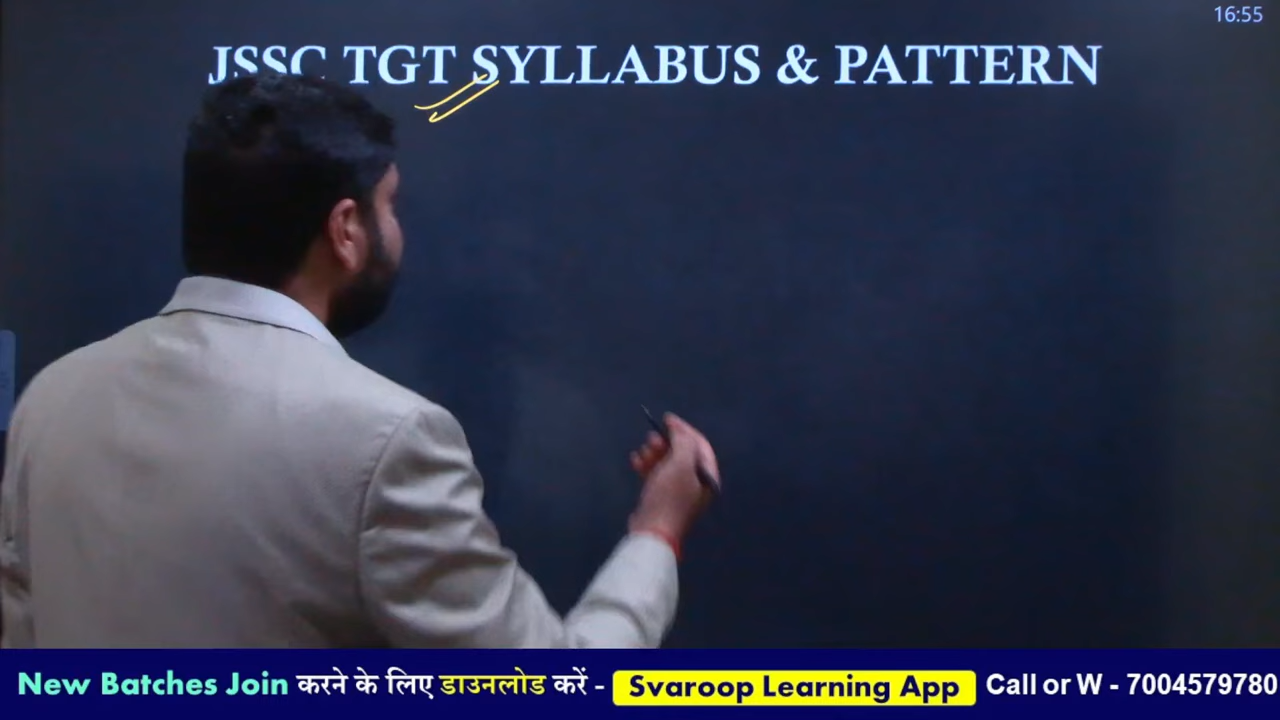 16:55
JSSC TGT SYLLABUS & PATTERN
New Batches Join करने के लिए डाउनलोड करें - Svaroop Learning App Call or W - 7004579780